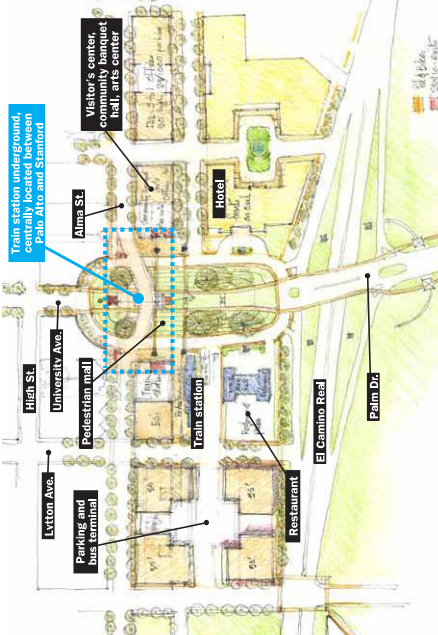 Train station underground,
centrally located between
Palo Alto and Stanford
Visitor's center,
community banquet
hall, arts center
Alma St.
Hotel
High St.
University Ave.
Pedestrian mall
Train station
Lytton Ave.
Parking and
bus terminal
Restaurant
El Camino Real
Palm Dr.